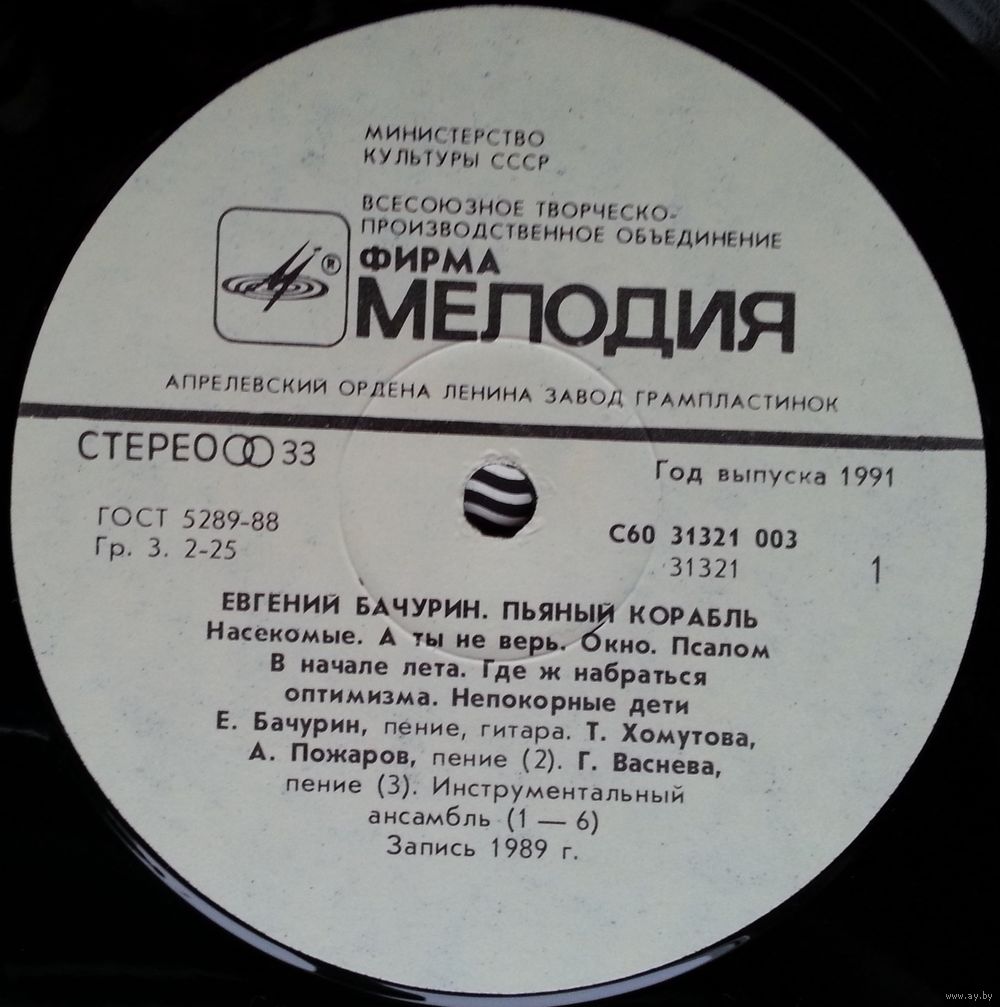 МИНИСТЕРСТВО
КУЛЬТУРЫ СССР
ВСЕСОЮЗНОЕ ТВОРЧЕСКО-
ПРОИЗВОДСТВЕННОЕ ОБЪЕДИНЕНИЕ
ФИРМА
®
МЕЛОДИЯ
АПРЕЛЕВСКИЙ ОРДЕНА ЛЕНИНА ЗАВОД ГРАМПЛАСТИНОК
СТЕРЕО 33
Год выпуска 1991
ГОСТ 5289-88
Гр. 3. 2-25
С60 31321 003
31321
1
ЕВГЕНИЙ БАЧУРИН. ПЬЯНЫЙ КОРАБЛЬ
Насекомые. А ты не верь. Окно. Псалом
В начале лета. Где ж набраться
оптимизма. Непокорные дети
Е. Бачурин, пение, гитара. Т. Хомутова,
А. Пожаров, пение (2). Г. Васнева,
пение (3). Инструментальный
ансамбль (1 — 6)
Запись 1989 г.
www.ay.by